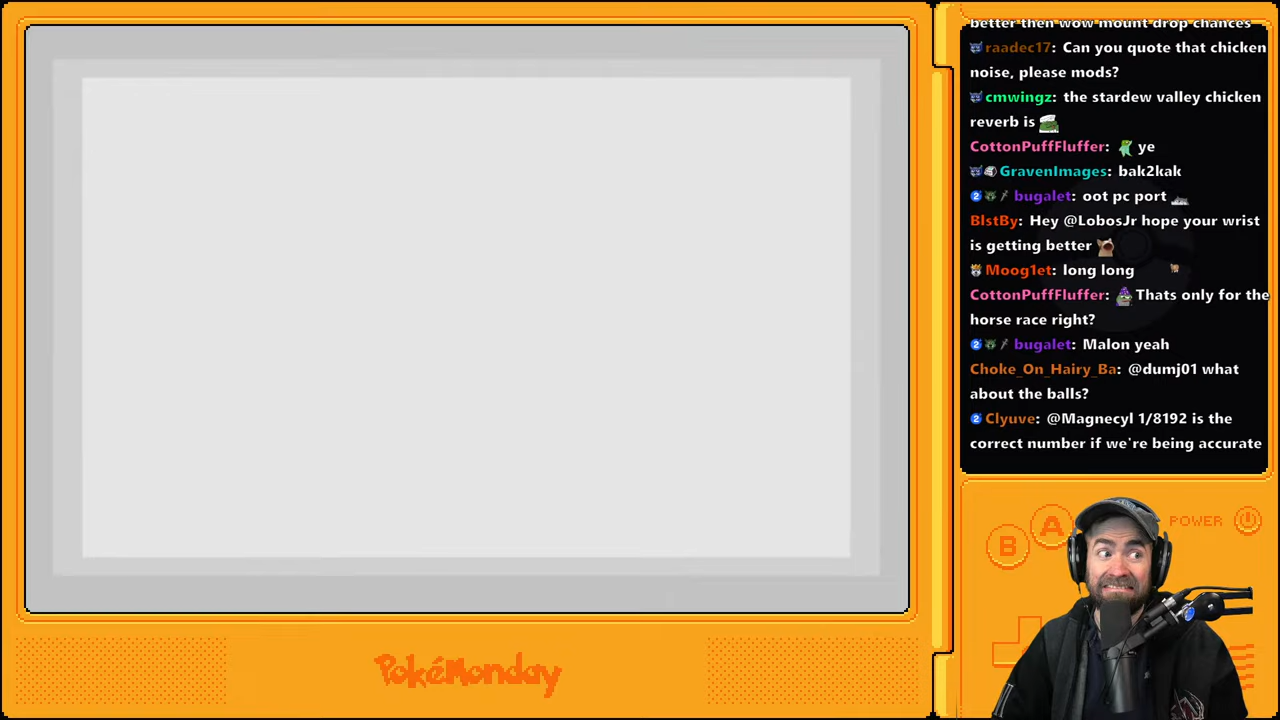 better then wow mount drop chances
raadec17: Can you quote that chicken
noise, please mods?
cmwingz: the stardew valley chicken
reverb is
CottonPuffFluffer: ye
GravenImages: bak2kak
bugalet: oot pc port
BlstBy: Hey @LobosJr hope your wrist
is getting better
Moog1et: long long
CottonPuffFluffer: Thats only for the
horse race right?
bugalet: Malon yeah
Choke_On_Hairy_Ba: @dumj01 what
about the balls?
Clyuve: @Magnecyl 1/8192 is the
correct number if we're being accurate
B A POWER
PokéMonday